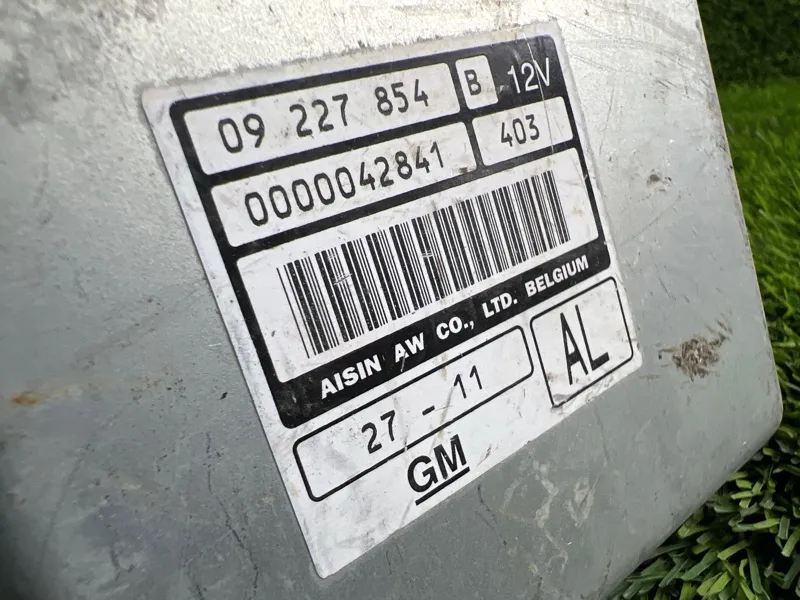 09 227 854 B 12V
0000042841 403
AISIN AW CO., LTD. BELGIUM
27 - 11 AL
GM